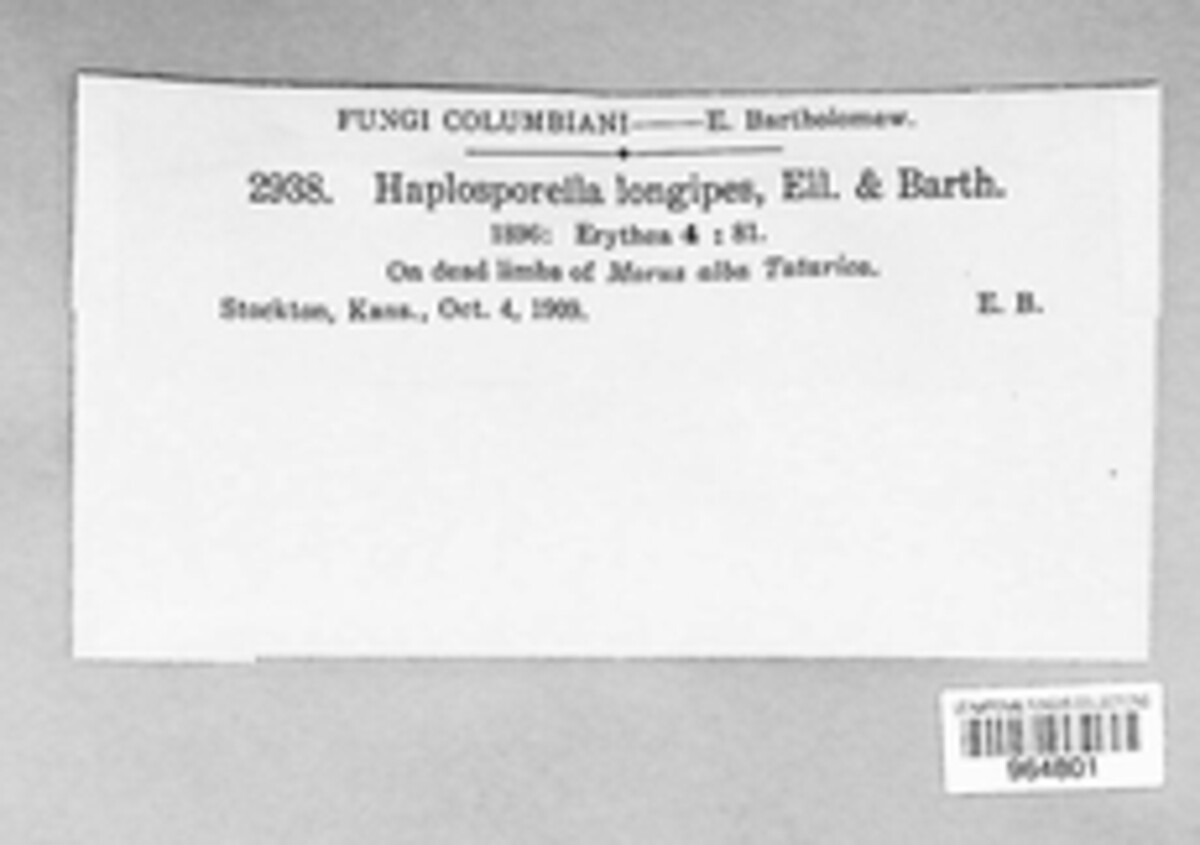 FUNGI COLUMBIANI——E. Bartholomew.
2938. Haplosporella longipes, Ell. & Barth.
1896: Erythea 4 : 81.
On dead limbs of Morus alba Tatarica.
Stockton, Kans., Oct. 4, 1909.
E. B.
964801